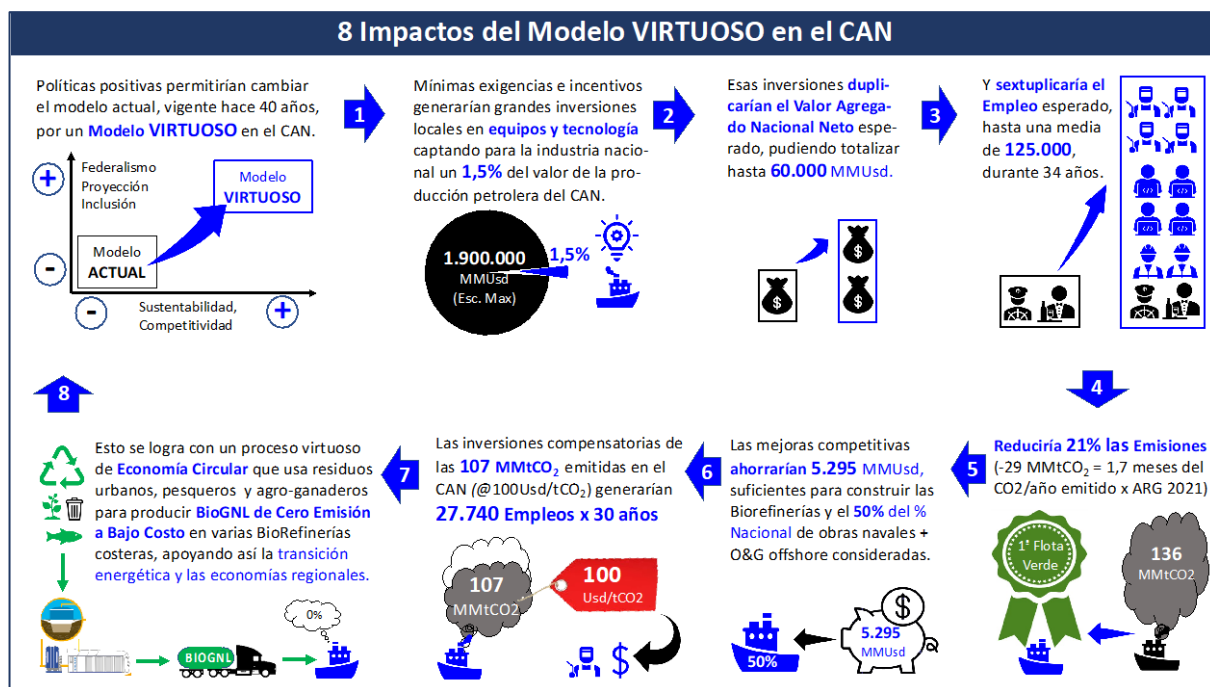 8 Impactos del Modelo VIRTUOSO en el CAN
Políticas positivas permitirían cambiar
el modelo actual, vigente hace 40 años,
por un Modelo VIRTUOSO en el CAN.
+
Federalismo
Proyección
Inclusión
Modelo
VIRTUOSO
Modelo
ACTUAL
-
-
Sustentabilidad,
Competitividad
+
1
Mínimas exigencias e incentivos
generarían grandes inversiones
locales en equipos y tecnología
captando para la industria nacio-
nal un 1,5% del valor de la pro-
ducción petrolera del CAN.
1.900.000
MMUsd
(Esc. Max)
1,5%
2
Esas inversiones dupli-
carían el Valor Agrega-
do Nacional Neto espe-
rado, pudiendo totalizar
hasta 60.000 MMUsd.
$
$
$
3
Y sextuplicaría el
Empleo esperado,
hasta una media
de 125.000,
durante 34 años.
4
5
Reduciría 21% las Emisiones
(-29 MMtCO2 = 1,7 meses del
CO2/año emitido x ARG 2021)
1° Flota
Verde
136
MMtCO2
6
Las mejoras competitivas
ahorrarían 5.295 MMUsd,
suficientes para construir las
Biorefinerías y el 50% del %
Nacional de obras navales +
O&G offshore consideradas.
50%
$
5.295
MMUsd
7
Las inversiones compensatorias de
las 107 MMtCO2 emitidas en el
CAN (@100Usd/tCO2) generarían
27.740 Empleos x 30 años
107
MMtCO2
100
Usd/tCO2
$
8
Esto se logra con un proceso virtuoso
de Economía Circular que usa residuos
urbanos, pesqueros y agro-ganaderos
para producir BioGNL de Cero Emisión
a Bajo Costo en varias BioRefinerías
costeras, apoyando así la transición
energética y las economías regionales.
BIOGNL
0%